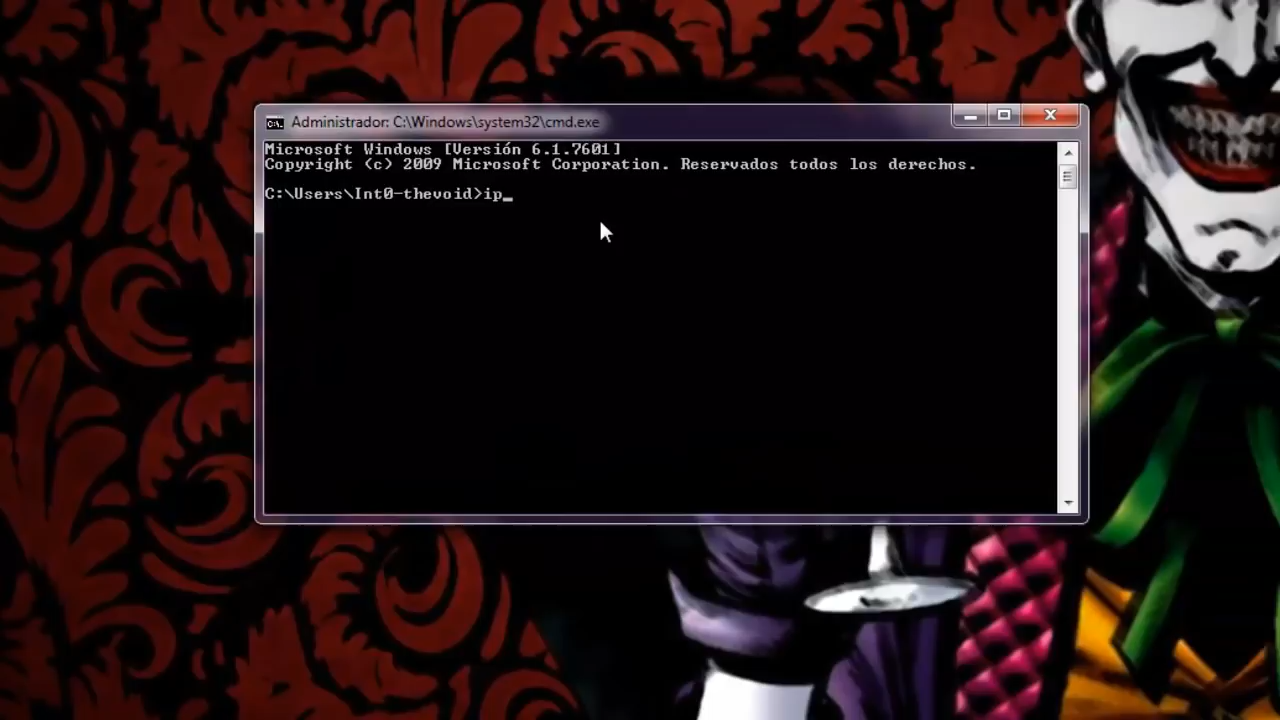 Administrador: C:\Windows\system32\cmd.exe
Microsoft Windows [Versión 6.1.7601]
Copyright (c) 2009 Microsoft Corporation. Reservados todos los derechos.
C:\Users\Int0-thevoid>ip_